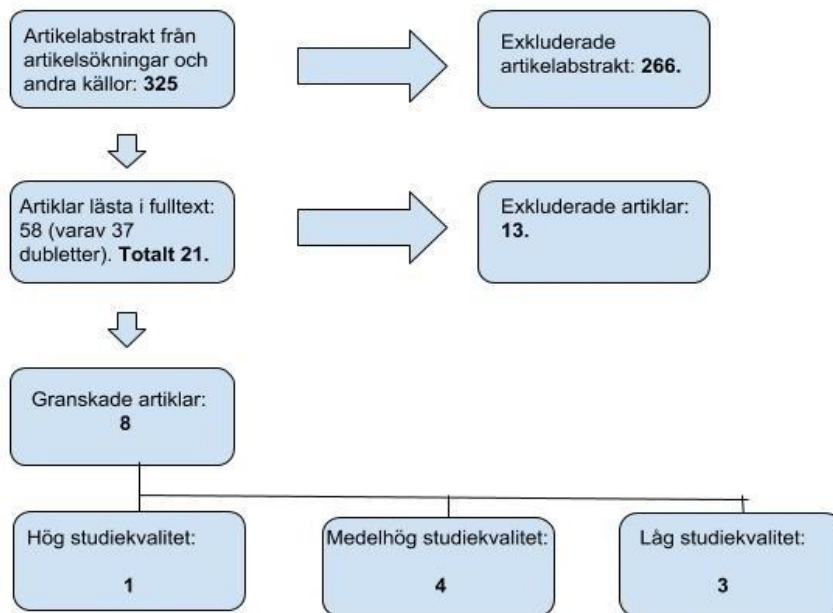 Artikelabstrakt från
artikelsökningar och
andra källor: 325
Exkluderade
artikelabstrakt: 266.
Artiklar lästa i fulltext:
58 (varav 37
dubletter). Totalt 21.
Exkluderade artiklar:
13.
Granskade artiklar:
8
Hög studiekvalitet:
1
Medelhög studiekvalitet:
4
Låg studiekvalitet:
3